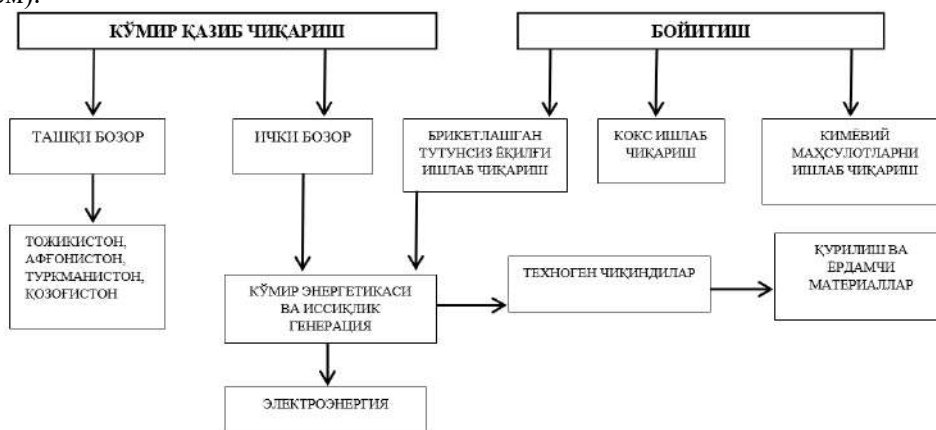 КЎМИР ҚАЗИБ ЧИҚАРИШ
БОЙИТИШ
ТАШҚИ БОЗОР
ИЧКИ БОЗОР
БРИКЕТЛАШГАН
ТУТУНСИЗ ЁҚИЛҒИ
ИШЛАБ ЧИҚАРИШ
КОКС ИШЛАБ
ЧИҚАРИШ
КИМЁВИЙ
МАҲСУЛОТЛАРНИ
ИШЛАБ ЧИҚАРИШ
ТОЖИКИСТОН,
АФҒОНИСТОН,
ТУРКМАНИСТОН,
ҚОЗОҒИСТОН
КЎМИР ЭНЕРГЕТИКАСИ
ВА ИССИҚЛИК
ГЕНЕРАЦИЯ
ТЕХНОГЕН ЧИҚИНДИЛАР
ҚУРИЛИШ ВА
ЁРДАМЧИ
МАТЕРИАЛЛАР
ЭЛЕКТРОЭНЕРГИЯ